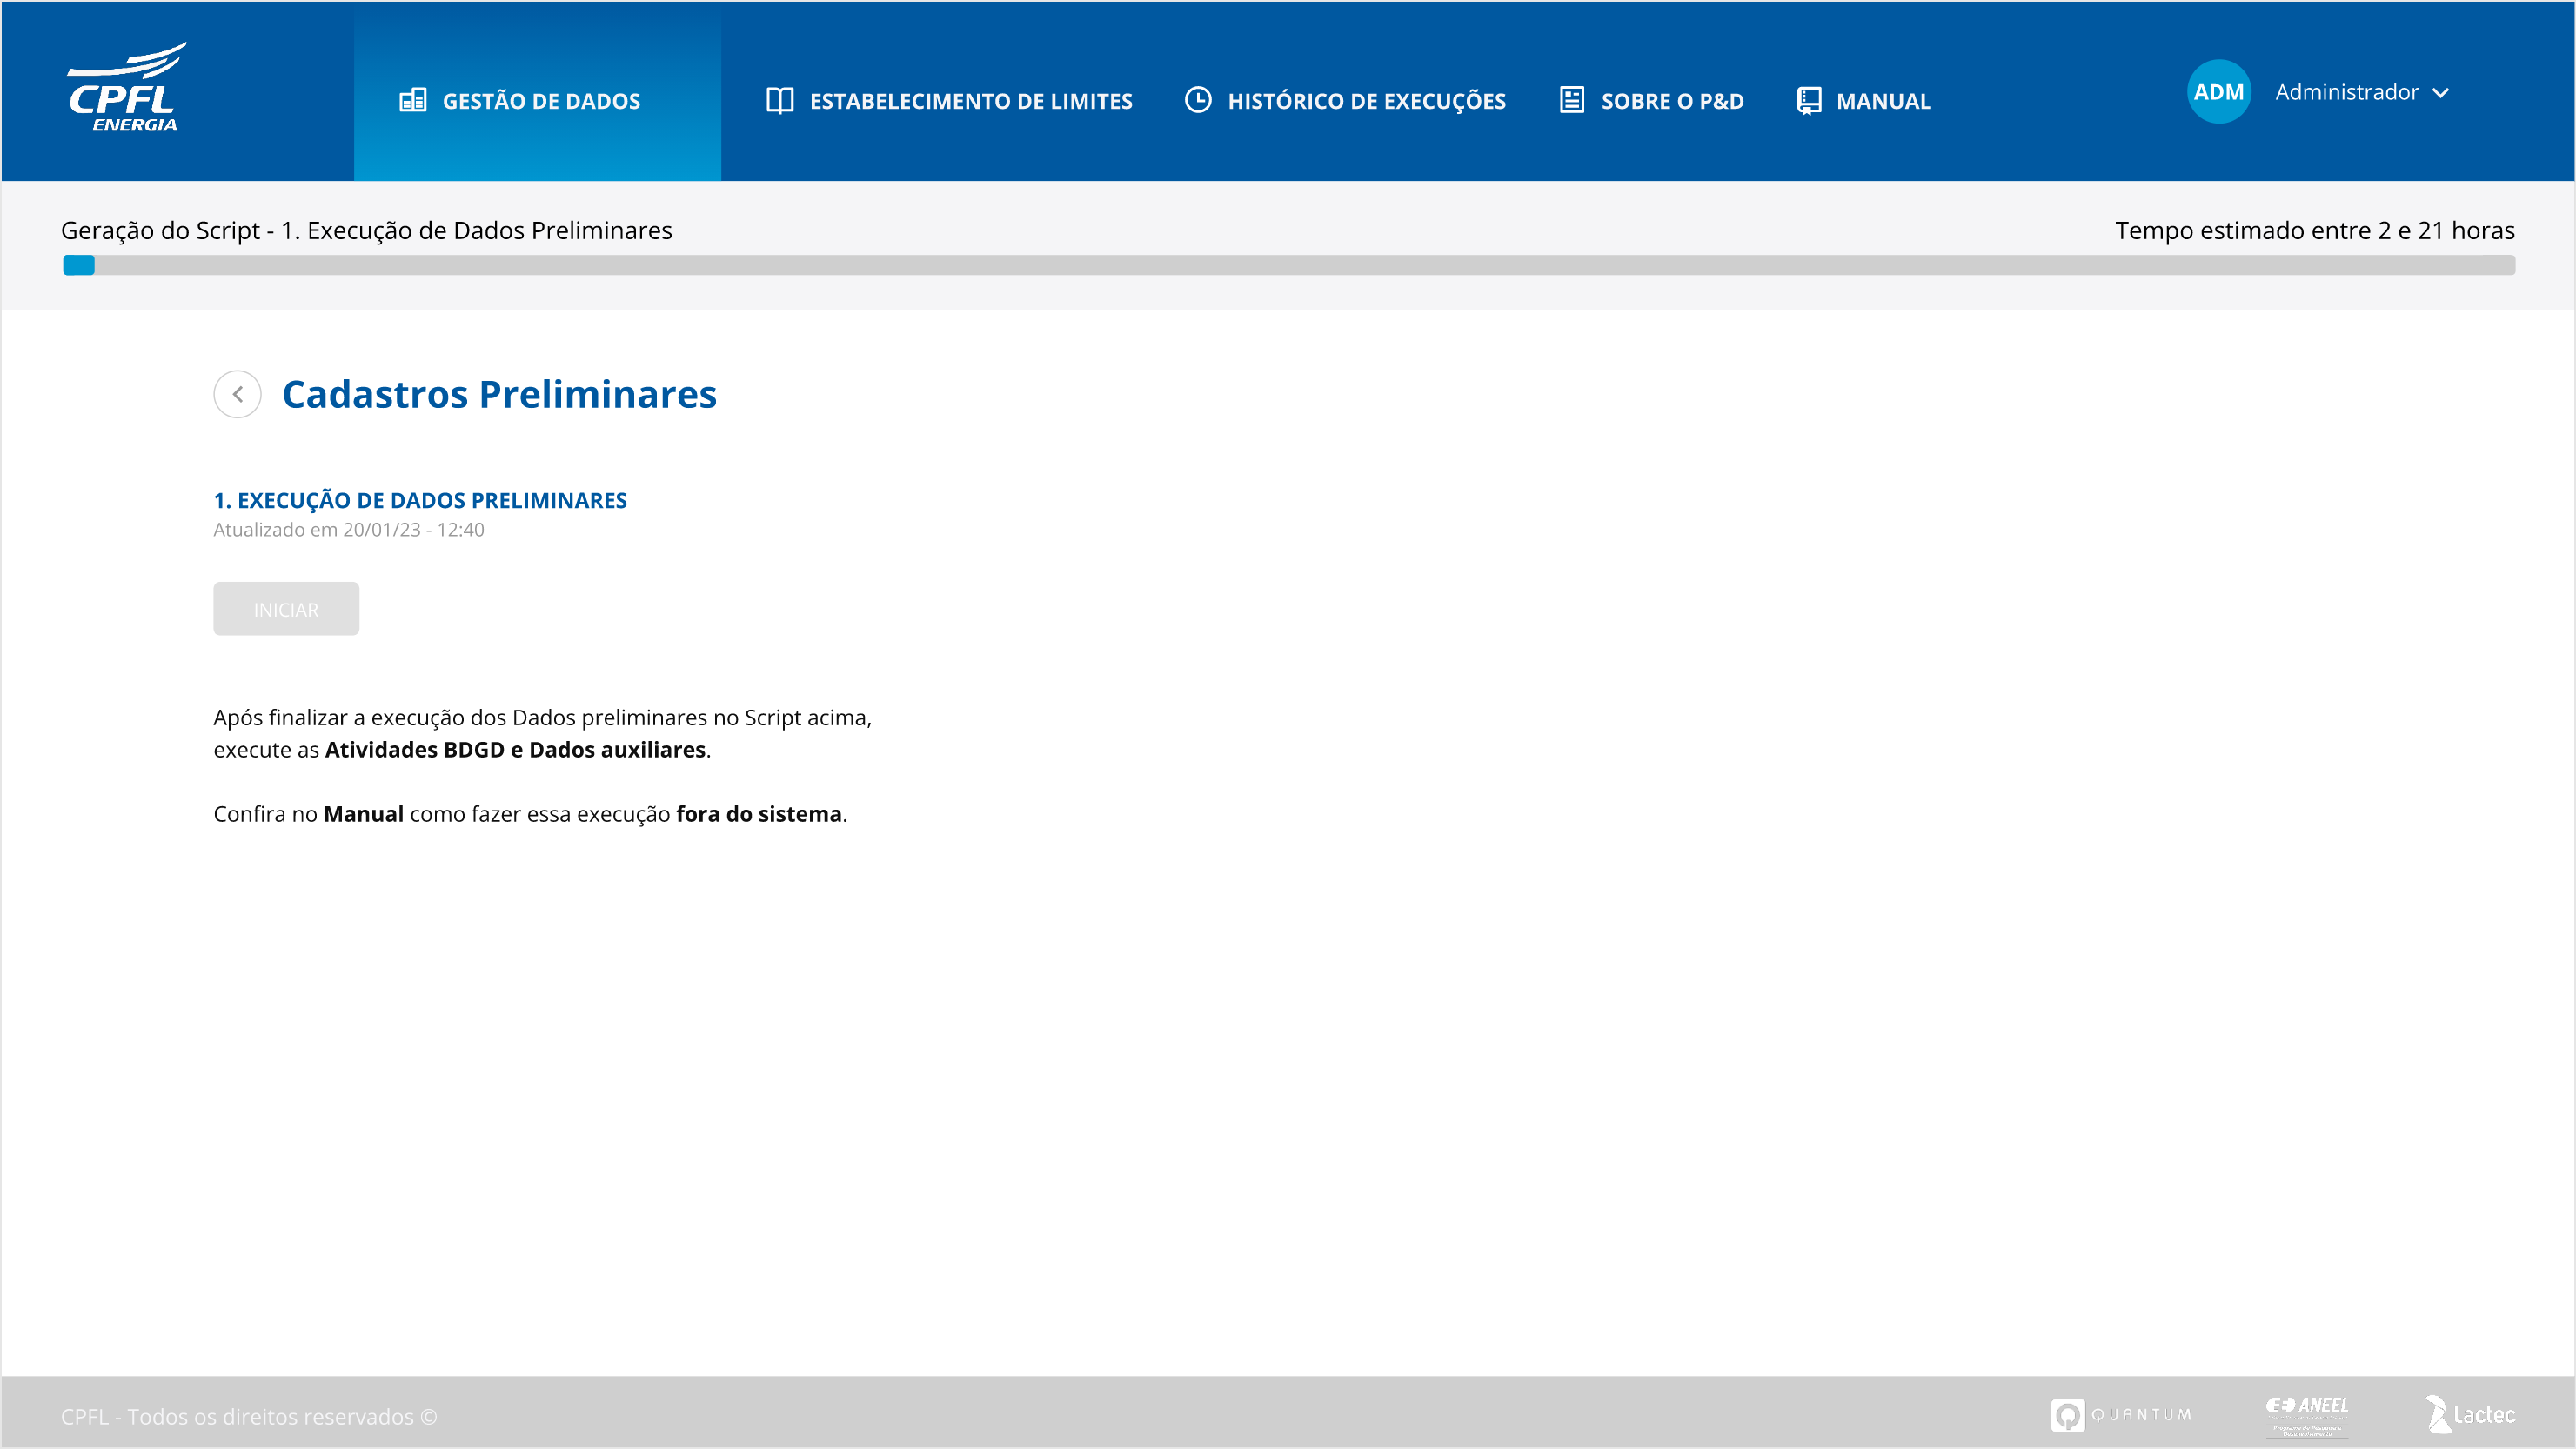 CPFL
ENERGIA
GESTÃO DE DADOS
ESTABELECIMENTO DE LIMITES
HISTÓRICO DE EXECUÇÕES
SOBRE O P&D
MANUAL
ADM
Administrador
Geração do Script - 1. Execução de Dados Preliminares
Tempo estimado entre 2 e 21 horas
Cadastros Preliminares
1. EXECUÇÃO DE DADOS PRELIMINARES
Atualizado em 20/01/23 - 12:40
INICIAR
Após finalizar a execução dos Dados preliminares no Script acima,
execute as Atividades BDGD e Dados auxiliares.
Confira no Manual como fazer essa execução fora do sistema.
CPFL - Todos os direitos reservados ©
QUANTUM
ANEEL
Lactec